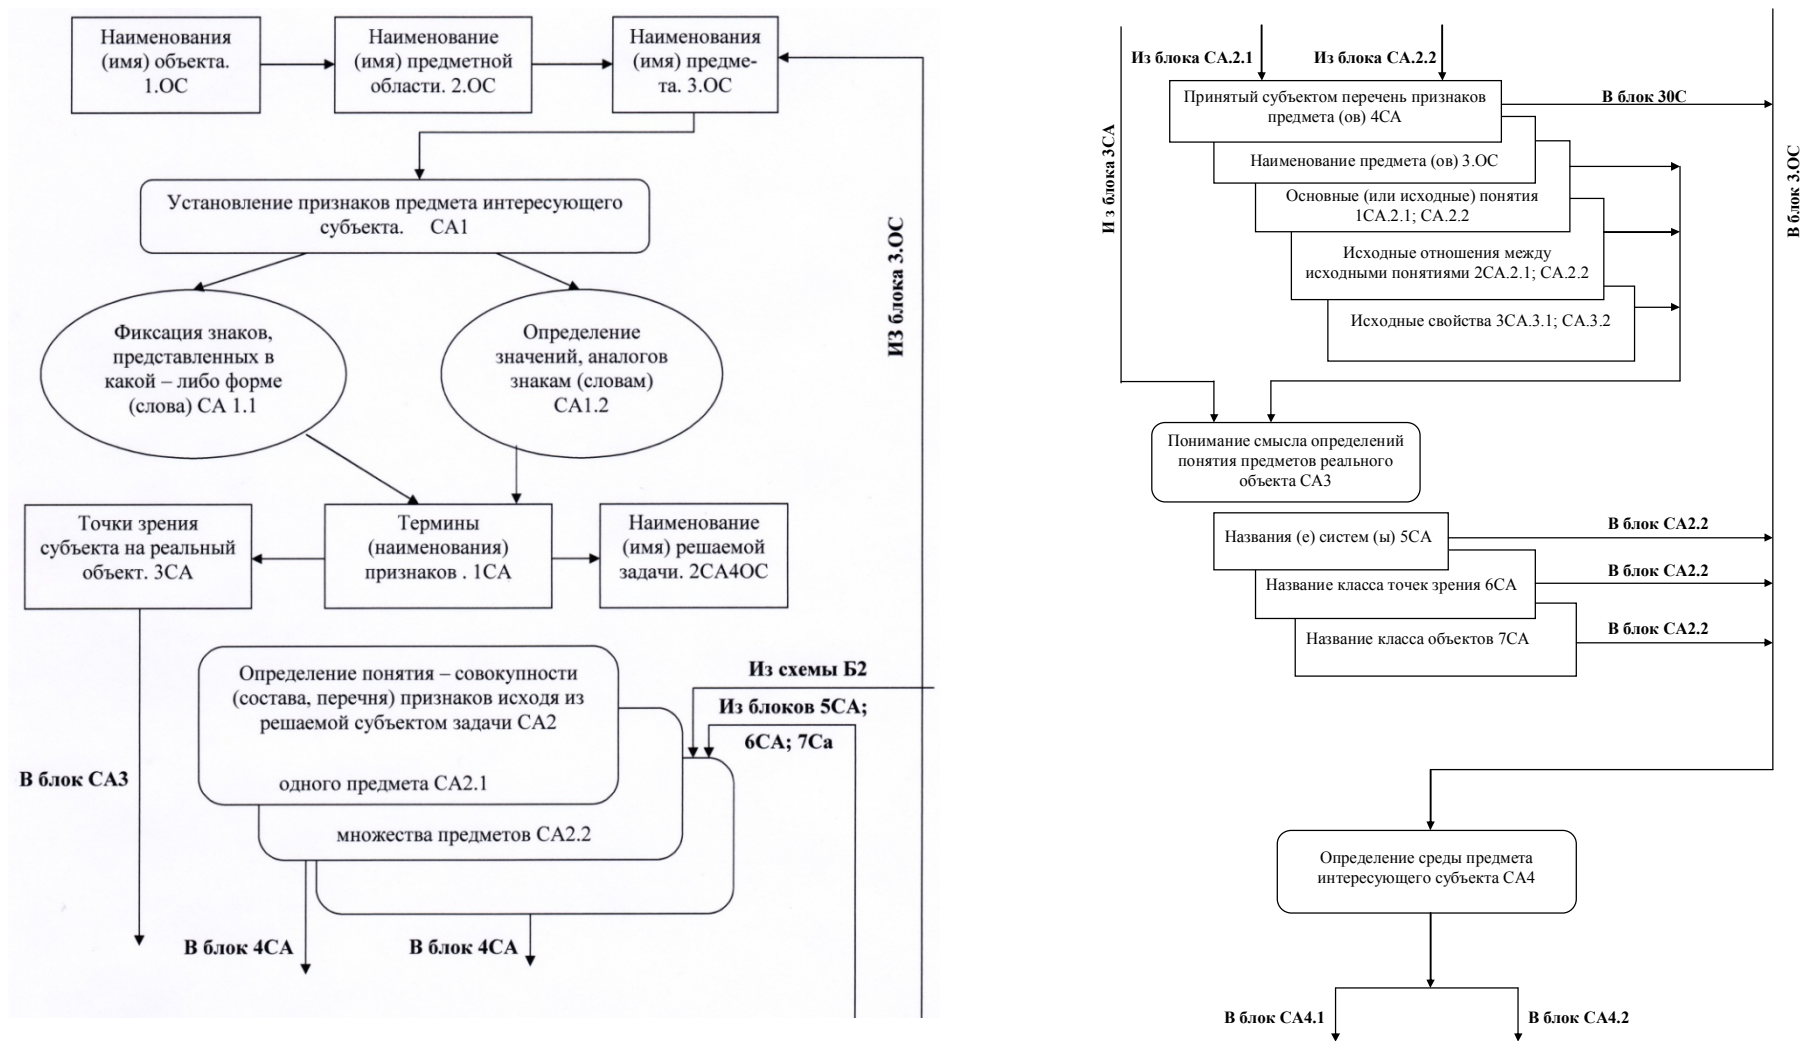 Наименования
(имя) объекта.
1.ОС
Наименование
(имя) предметной
области. 2.ОС
Наименования
(имя) предме-
та. 3.ОС
Установление признаков предмета интересующего
субъекта. СА1
ИЗ блока 3.ОС
Фиксация знаков,
представленных в
какой – либо форме
(слова) СА 1.1
Определение
значений, аналогов
знакам (словам)
СА1.2
Точки зрения
субъекта на реальный
объект. 3СА
Термины
(наименования)
признаков . 1СА
Наименование
(имя) решаемой
задачи. 2СА4ОС
Определение понятия – совокупности
(состава, перечня) признаков исходя из
решаемой субъектом задачи СА2
одного предмета СА2.1
множества предметов СА2.2
Из схемы Б2
Из блоков 5СА;
6СА; 7Са
В блок СА3
В блок 4СА
В блок 4СА
Из блока СА.2.1
Из блока СА.2.2
Принятый субъектом перечень признаков
предмета (ов) 4СА
В блок 30С
И з блока 3СА
В блок 3.ОС
Наименование предмета (ов) 3.ОС
Основные (или исходные) понятия
1СА.2.1; СА.2.2
Исходные отношения между
исходными понятиями 2СА.2.1; СА.2.2
Исходные свойства 3СА.3.1; СА.3.2
Понимание смысла определений
понятия предметов реального
объекта СА3
Названия (е) систем (ы) 5СА
В блок СА2.2
Название класса точек зрения 6СА
В блок СА2.2
Название класса объектов 7СА
В блок СА2.2
Определение среды предмета
интересующего субъекта СА4
В блок СА4.1
В блок СА4.2